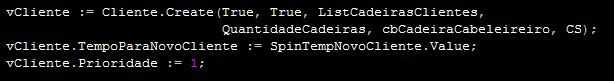 vCliente := Cliente.Create(True, True, ListCadeirasClientes,
QuantidadeCadeiras, cbCadeiraCabeleireiro, CS);
vCliente.TempoParaNovoCliente := SpinTempNovoCliente.Value;
vCliente.Prioridade := 1;